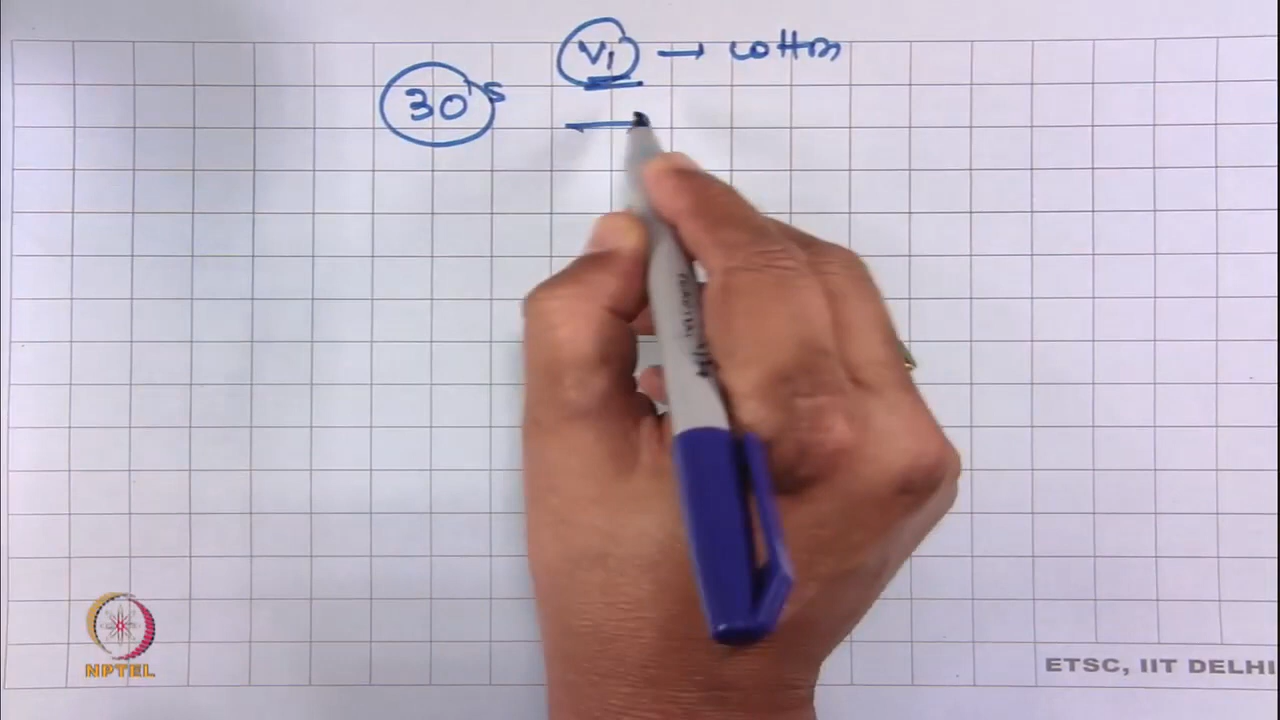 V1 → cotton
30's
NPTEL
ETSC, IIT DELHI